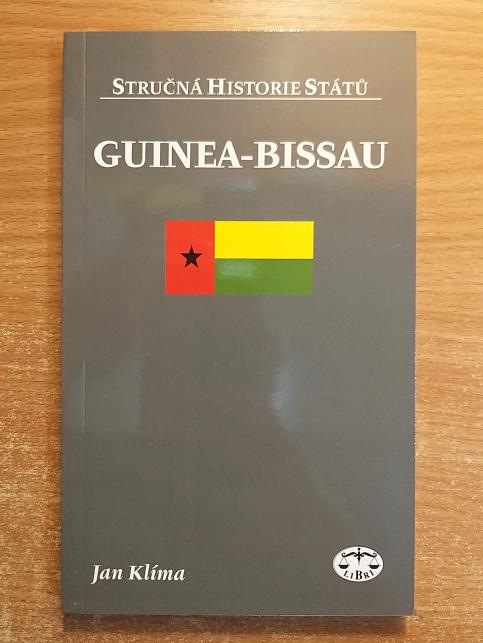 STRUČNÁ HISTORIE STÁTŮ
GUINEA-BISSAU
Jan Klíma
LIBRI